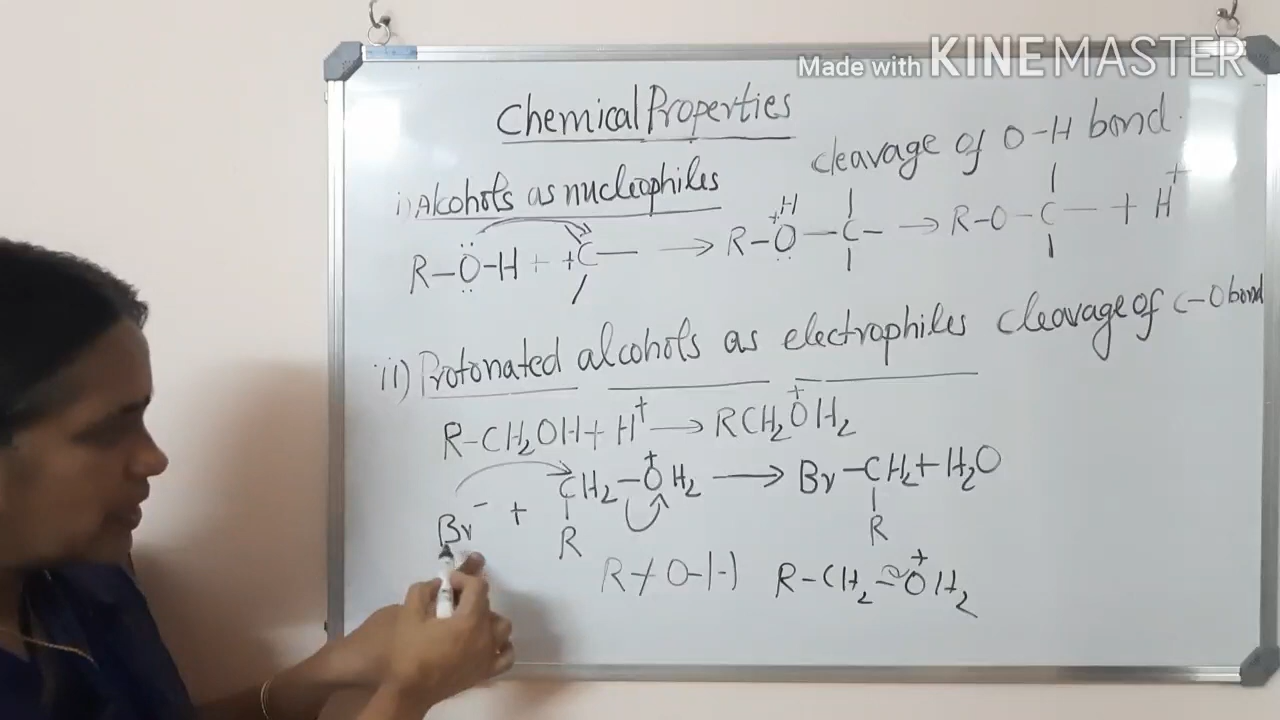 Made with KINEMASTER
Chemical Properties
cleavage of O-H bond.
i) Alcohols as nucleophiles
R-Ö-H + +C- → R-O⁺(H)-C- → R-O-C- + H⁺
ii) Protonated alcohols as electrophiles cleavage of C-O bond
R-CH₂OH + H⁺ → RCH₂O⁺H₂
Br⁻ + CH₂-O⁺H₂ → Br-CH₂ + H₂O
R R
R-O-H R-CH₂-O⁺H₂